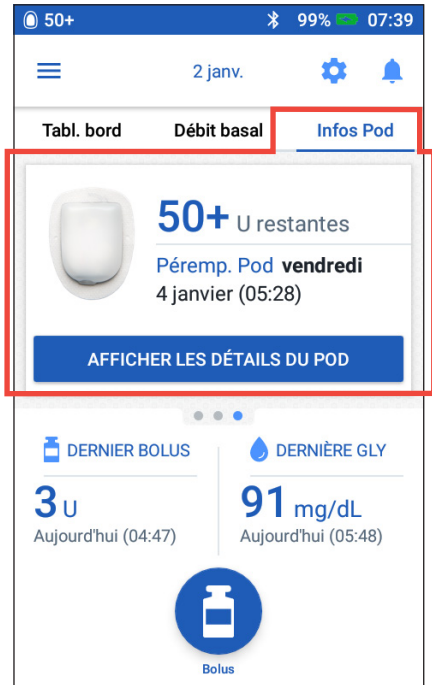 50+ 99% 07:39
2 janv.
Tabl. bord Débit basal Infos Pod
50+ U restantes
Péremp. Pod vendredi
4 janvier (05:28)
AFFICHER LES DÉTAILS DU POD
DERNIER BOLUS DERNIÈRE GLY
3 U 91 mg/dL
Aujourd'hui (04:47) Aujourd'hui (05:48)
Bolus